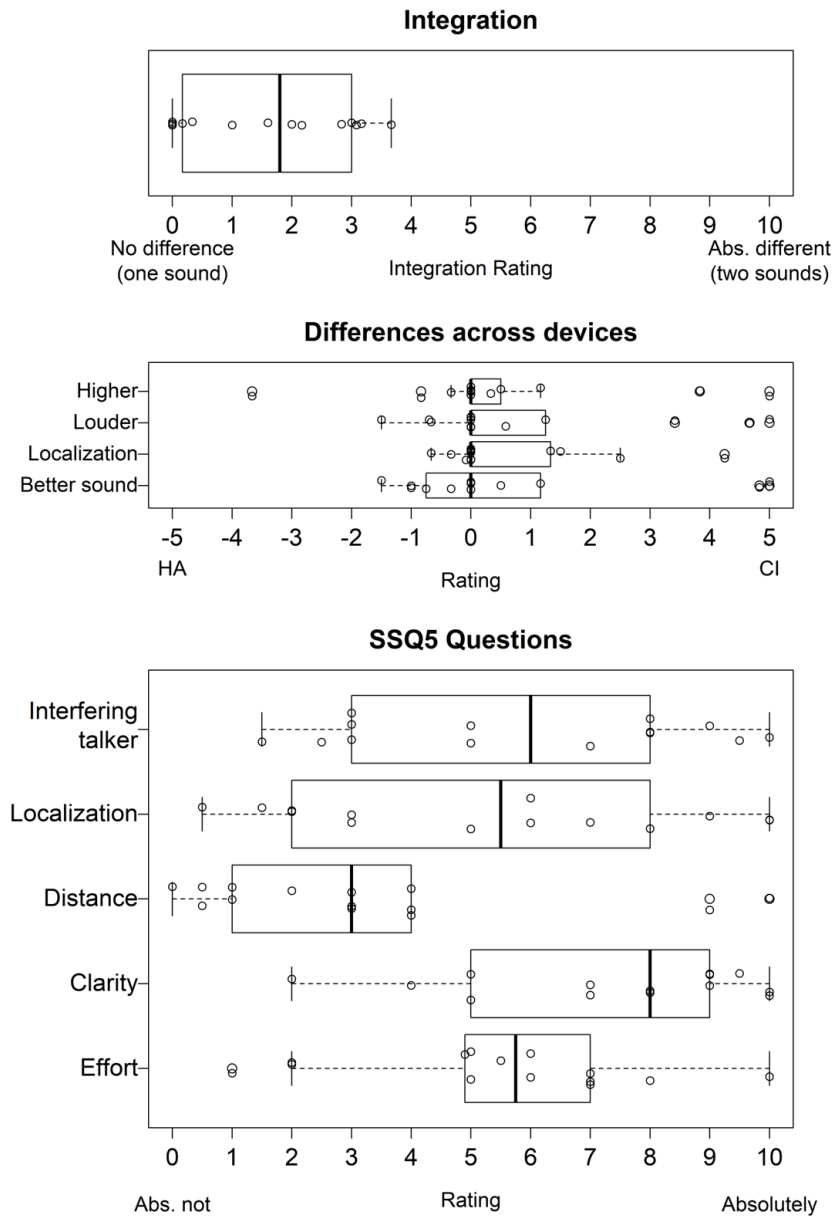 Integration
0 1 2 3 4 5 6 7 8 9 10
No difference
(one sound)
Integration Rating
Abs. different
(two sounds)
Differences across devices
Higher
Louder
Localization
Better sound
-5 -4 -3 -2 -1 0 1 2 3 4 5
HA
Rating
CI
SSQ5 Questions
Interfering
talker
Localization
Distance
Clarity
Effort
0 1 2 3 4 5 6 7 8 9 10
Abs. not
Rating
Absolutely